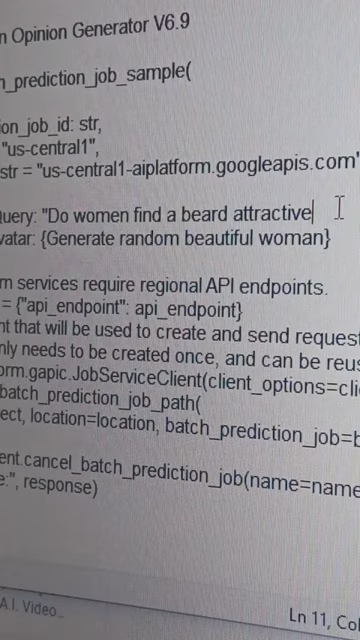 n Opinion Generator V6.9
n_prediction_job_sample(
ion_job_id: str,
"us-central1",
str = "us-central1-aiplatform.googleapis.com'
uery: "Do women find a beard attractive
vatar: {Generate random beautiful woman}
m services require regional API endpoints.
= {"api_endpoint": api_endpoint}
nt that will be used to create and send request
nly needs to be created once, and can be reus
orm.gapic.JobServiceClient(client_options=clie
batch_prediction_job_path(
ect, location=location, batch_prediction_job=b
ent.cancel_batch_prediction_job(name=name
e:", response)
A.I. Video_
Ln 11, Col